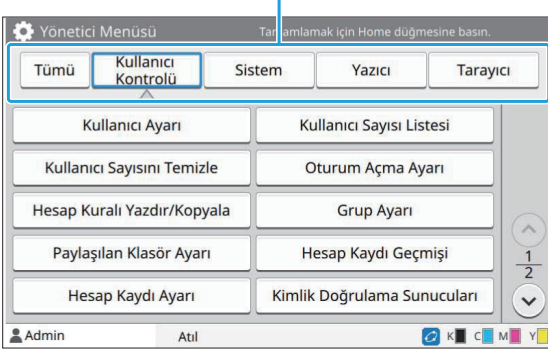 Yönetici Menüsü
Tamamlamak için Home düğmesine basın.
Tümü
Kullanıcı
Kontrolü
Sistem
Yazıcı
Tarayıcı
Kullanıcı Ayarı
Kullanıcı Sayısı Listesi
Kullanıcı Sayısını Temizle
Oturum Açma Ayarı
Hesap Kuralı Yazdır/Kopyala
Grup Ayarı
Paylaşılan Klasör Ayarı
Hesap Kaydı Geçmişi
1
2
Hesap Kaydı Ayarı
Kimlik Doğrulama Sunucuları
Admin
Atıl
K C M Y